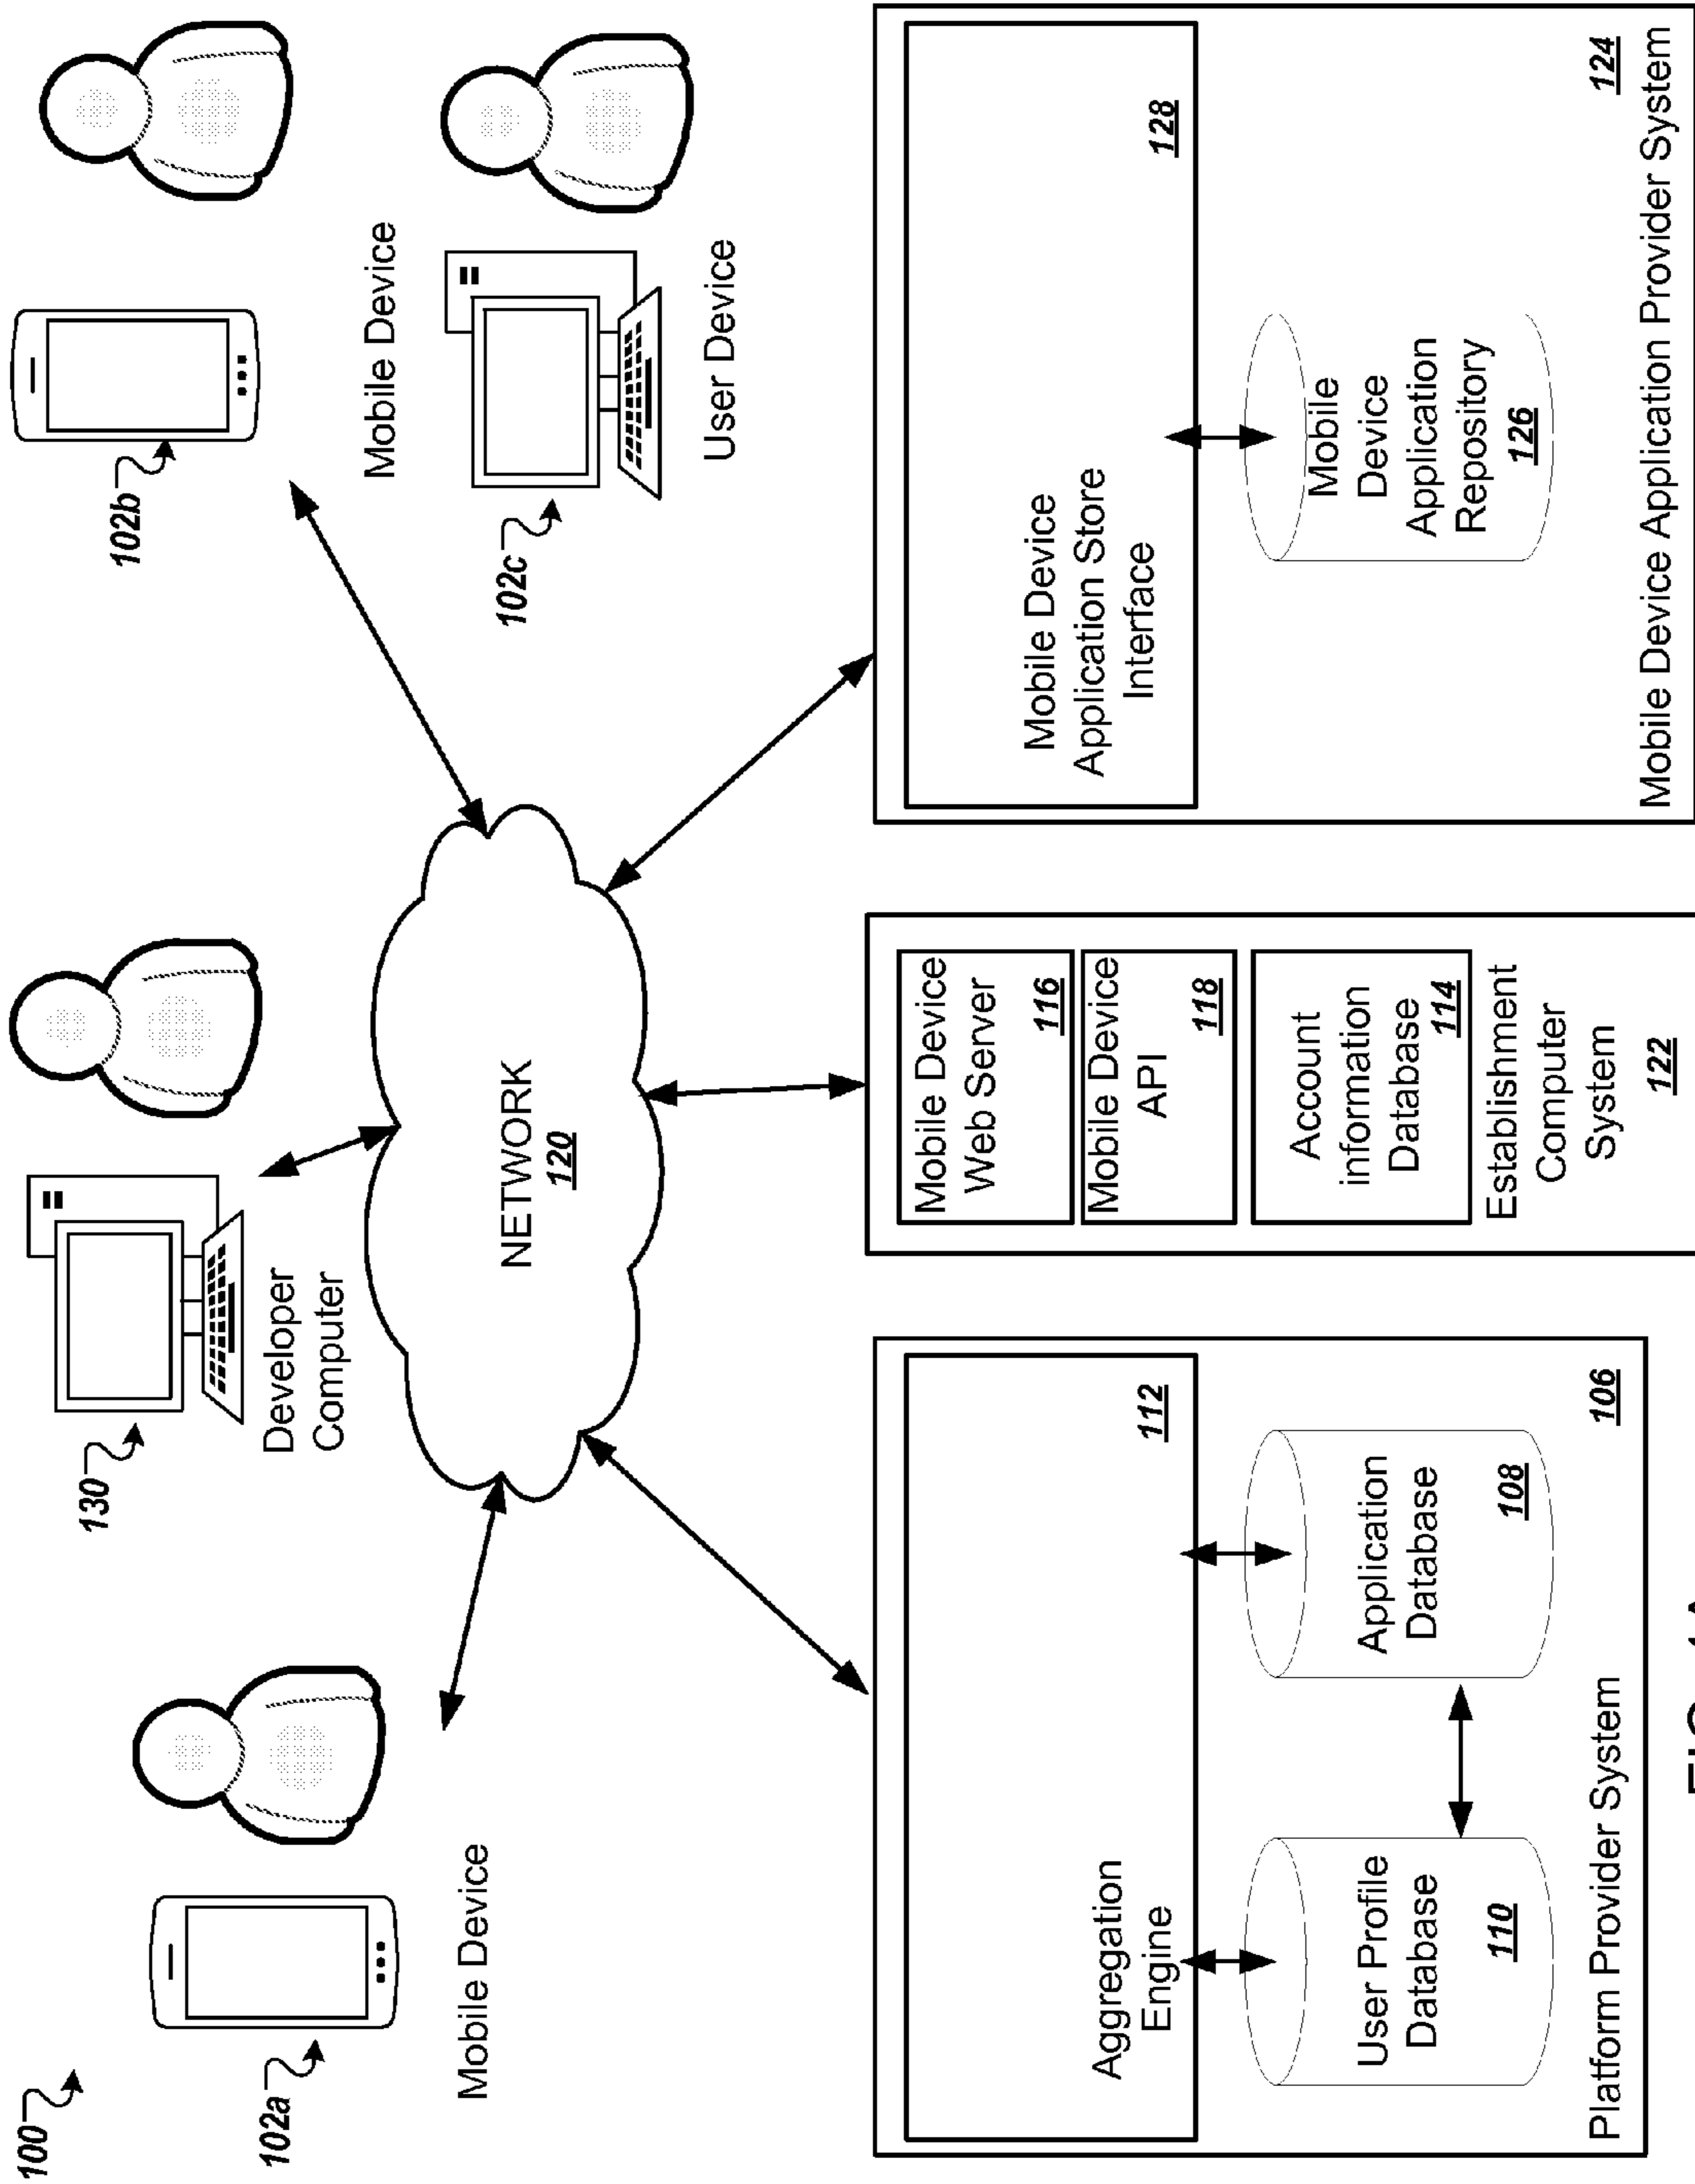 100
102a
Mobile Device
130
Developer
Computer
102b
Mobile Device
102c
User Device
NETWORK
120
Aggregation
Engine
112
User Profile
Database
110
Application
Database
108
Platform Provider System
106
Mobile Device
Web Server
116
Mobile Device
API
118
Account
information
Database
114
Establishment
Computer
System
122
Mobile Device
Application Store
Interface
128
Mobile
Device
Application
Repository
126
Mobile Device Application Provider System
124